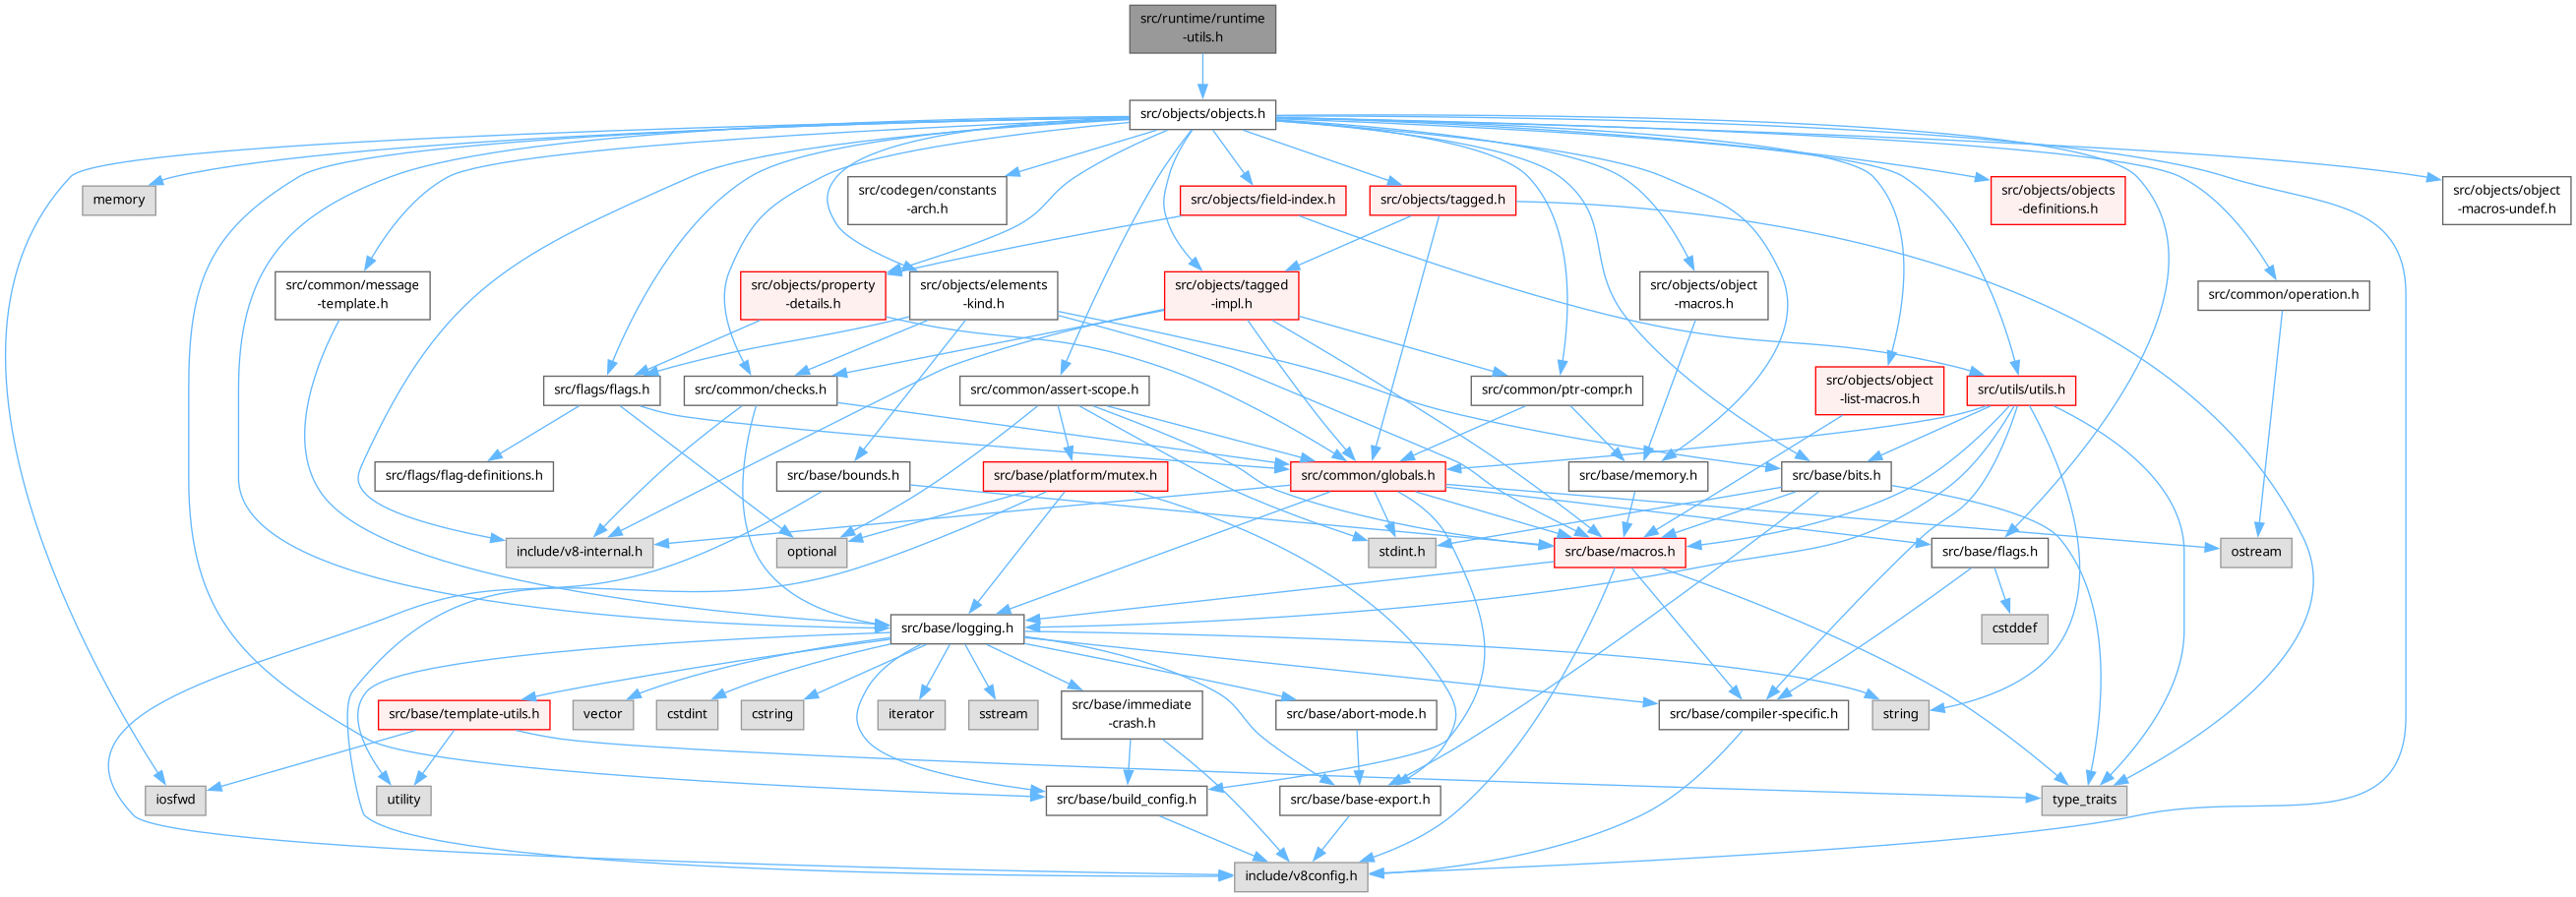 src/runtime/runtime
-utils.h
src/objects/objects.h
memory
src/codegen/constants
-arch.h
src/objects/field-index.h
src/objects/tagged.h
src/objects/objects
-definitions.h
src/objects/object
-macros-undef.h
src/common/message
-template.h
src/objects/property
-details.h
src/objects/elements
-kind.h
src/objects/tagged
-impl.h
src/objects/object
-macros.h
src/common/operation.h
src/flags/flags.h
src/common/checks.h
src/common/assert-scope.h
src/common/ptr-compr.h
src/objects/object
-list-macros.h
src/utils/utils.h
src/flags/flag-definitions.h
src/base/bounds.h
src/base/platform/mutex.h
src/common/globals.h
src/base/memory.h
src/base/bits.h
include/v8-internal.h
optional
stdint.h
src/base/macros.h
src/base/flags.h
ostream
src/base/logging.h
cstddef
src/base/template-utils.h
vector
cstdint
cstring
iterator
sstream
src/base/immediate
-crash.h
src/base/abort-mode.h
src/base/compiler-specific.h
string
iosfwd
utility
src/base/build_config.h
src/base/base-export.h
type_traits
include/v8config.h